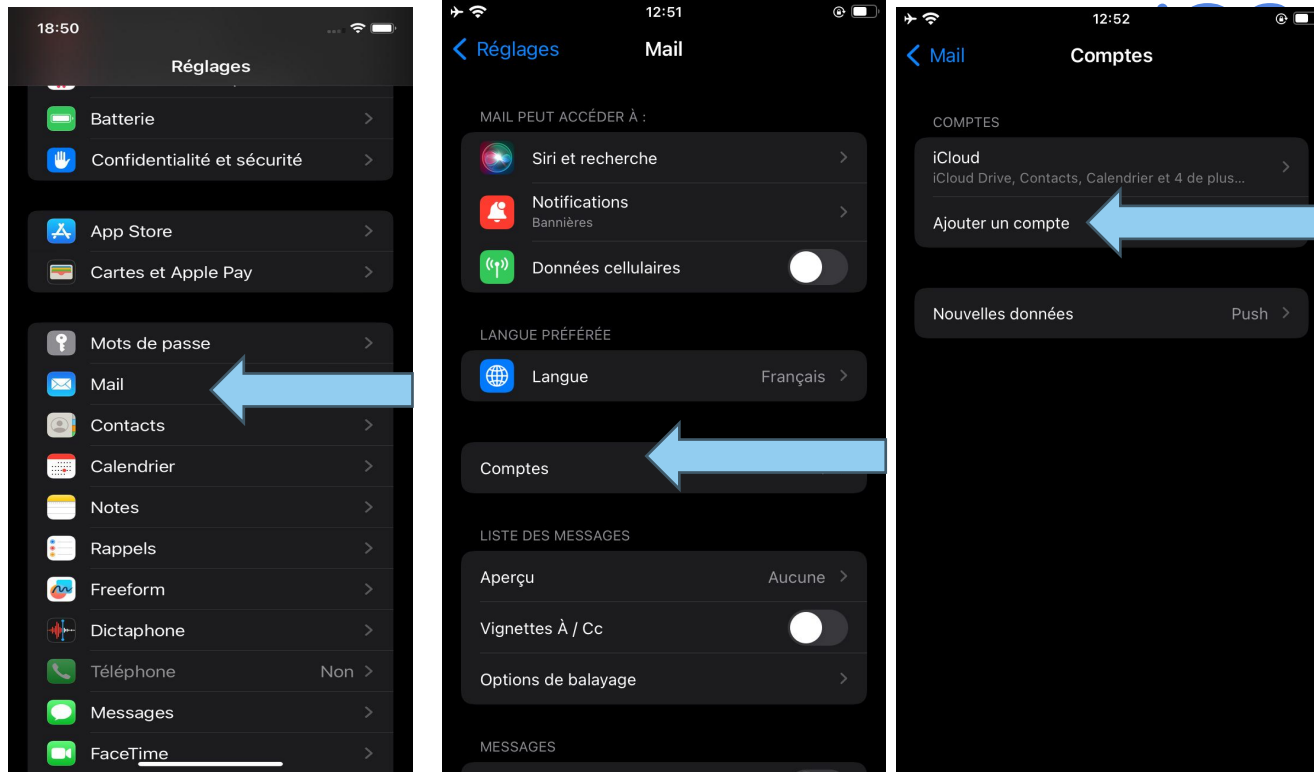 18:50
Réglages
Batterie
Confidentialité et sécurité
App Store
Cartes et Apple Pay
Mots de passe
Mail
Contacts
Calendrier
Notes
Rappels
Freeform
Dictaphone
Téléphone Non
Messages
FaceTime
12:51
Réglages Mail
MAIL PEUT ACCÉDER À :
Siri et recherche
Notifications
Bannières
Données cellulaires
LANGUE PRÉFÉRÉE
Langue Français
Comptes
LISTE DES MESSAGES
Aperçu Aucune
Vignettes À / Cc
Options de balayage
MESSAGES
12:52
Mail Comptes
COMPTES
iCloud
iCloud Drive, Contacts, Calendrier et 4 de plus...
Ajouter un compte
Nouvelles données Push